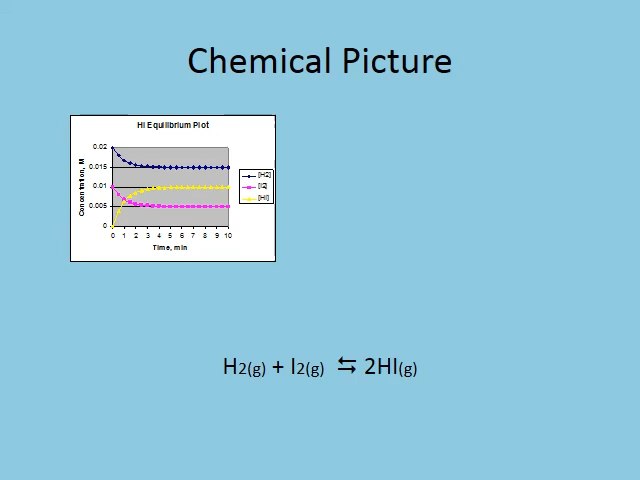 Chemical Picture
HI Equilibrium Plot
Concentration, M
0.02
0.015
0.01
0.005
0
0 1 2 3 4 5 6 7 8 9 10
Time, min
[H2]
[I2]
[HI]
H2(g) + I2(g) ⇆ 2HI(g)